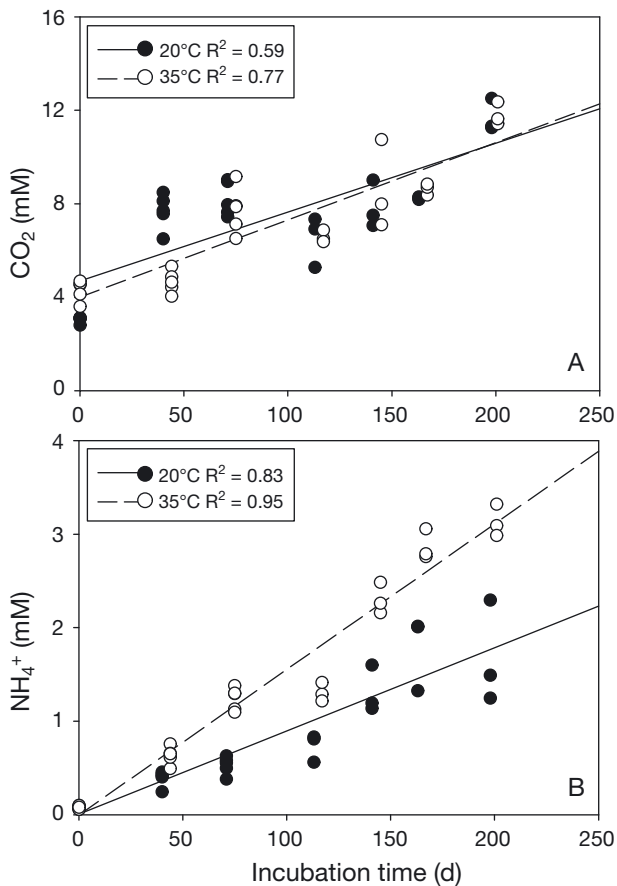 16
12
8
4
0
CO₂ (mM)
20°C R² = 0.59
35°C R² = 0.77
A
0 50 100 150 200 250
4
3
2
1
0
NH₄⁺ (mM)
20°C R² = 0.83
35°C R² = 0.95
B
0 50 100 150 200 250
Incubation time (d)